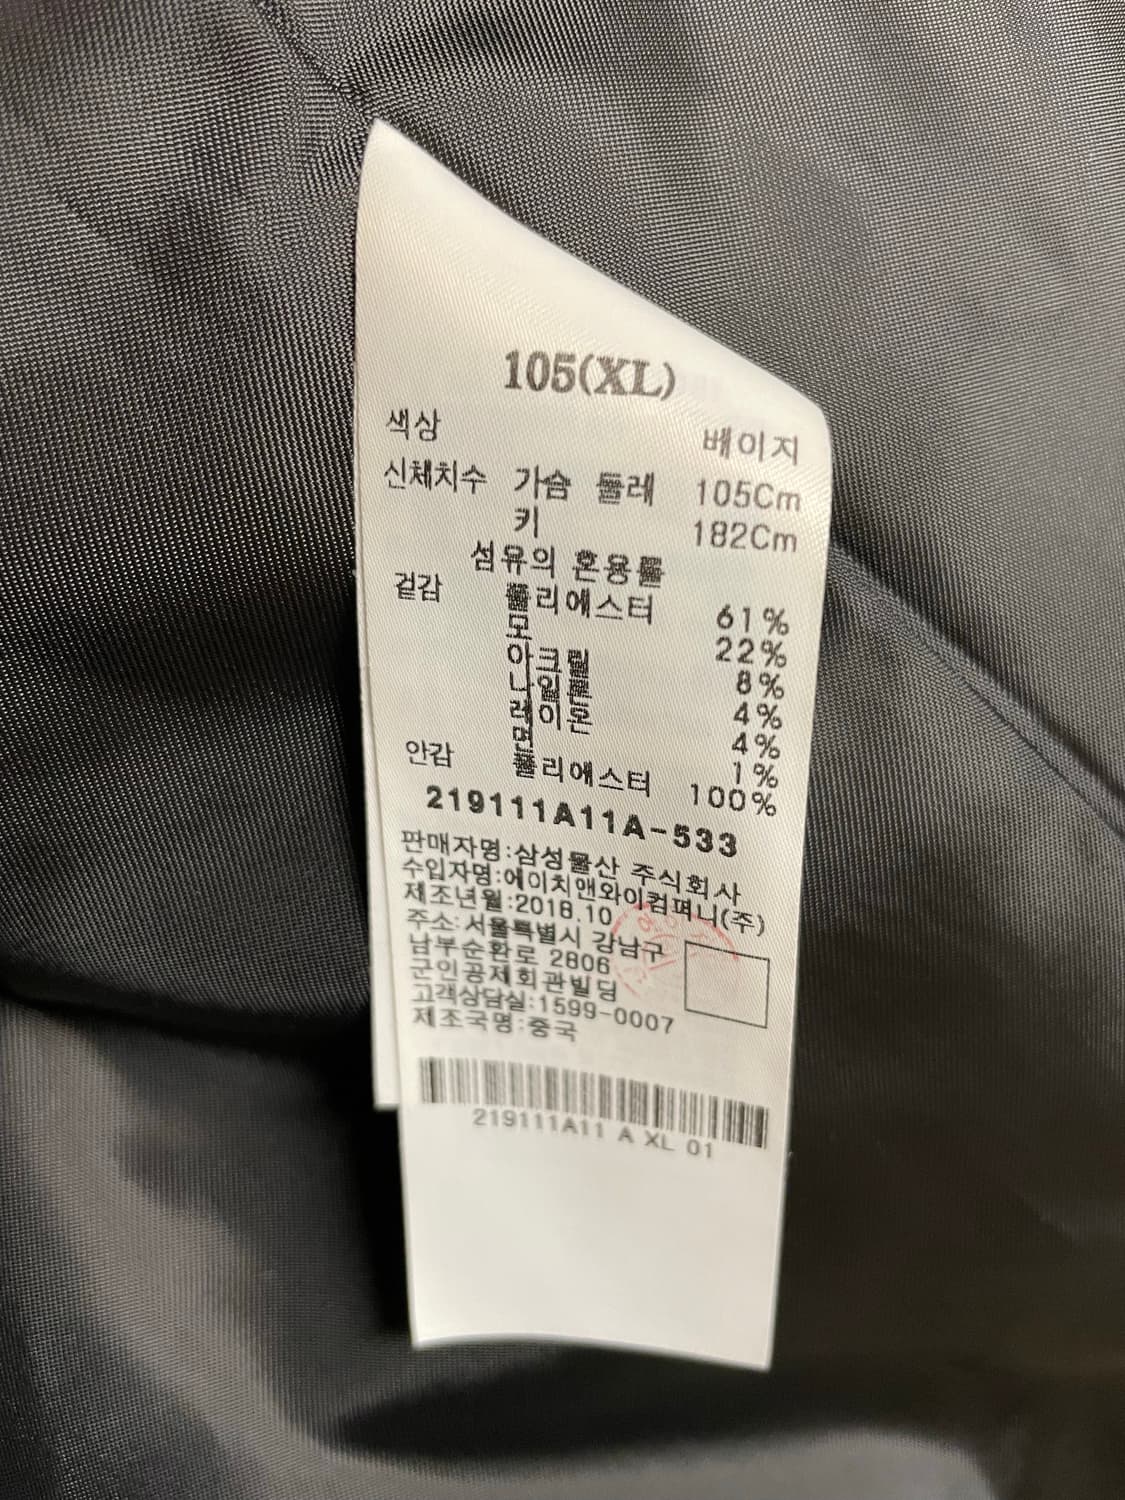 105(XL)
색상 베이지
신체치수 가슴 둘레 105Cm
키 182Cm
섬유의 혼용률
겉감 폴리에스터 61%
모 22%
아크릴 8%
나일론 4%
레이온 4%
면 1%
안감 폴리에스터 100%
219111A11A-533
판매자명:삼성물산 주식회사
수입자명:에이치앤와이컴퍼니(주)
제조년월:2018.10
주소:서울특별시 강남구
남부순환로 2806
군인공제회관빌딩
고객상담실:1599-0007
제조국명:중국
219111A11 A XL 01